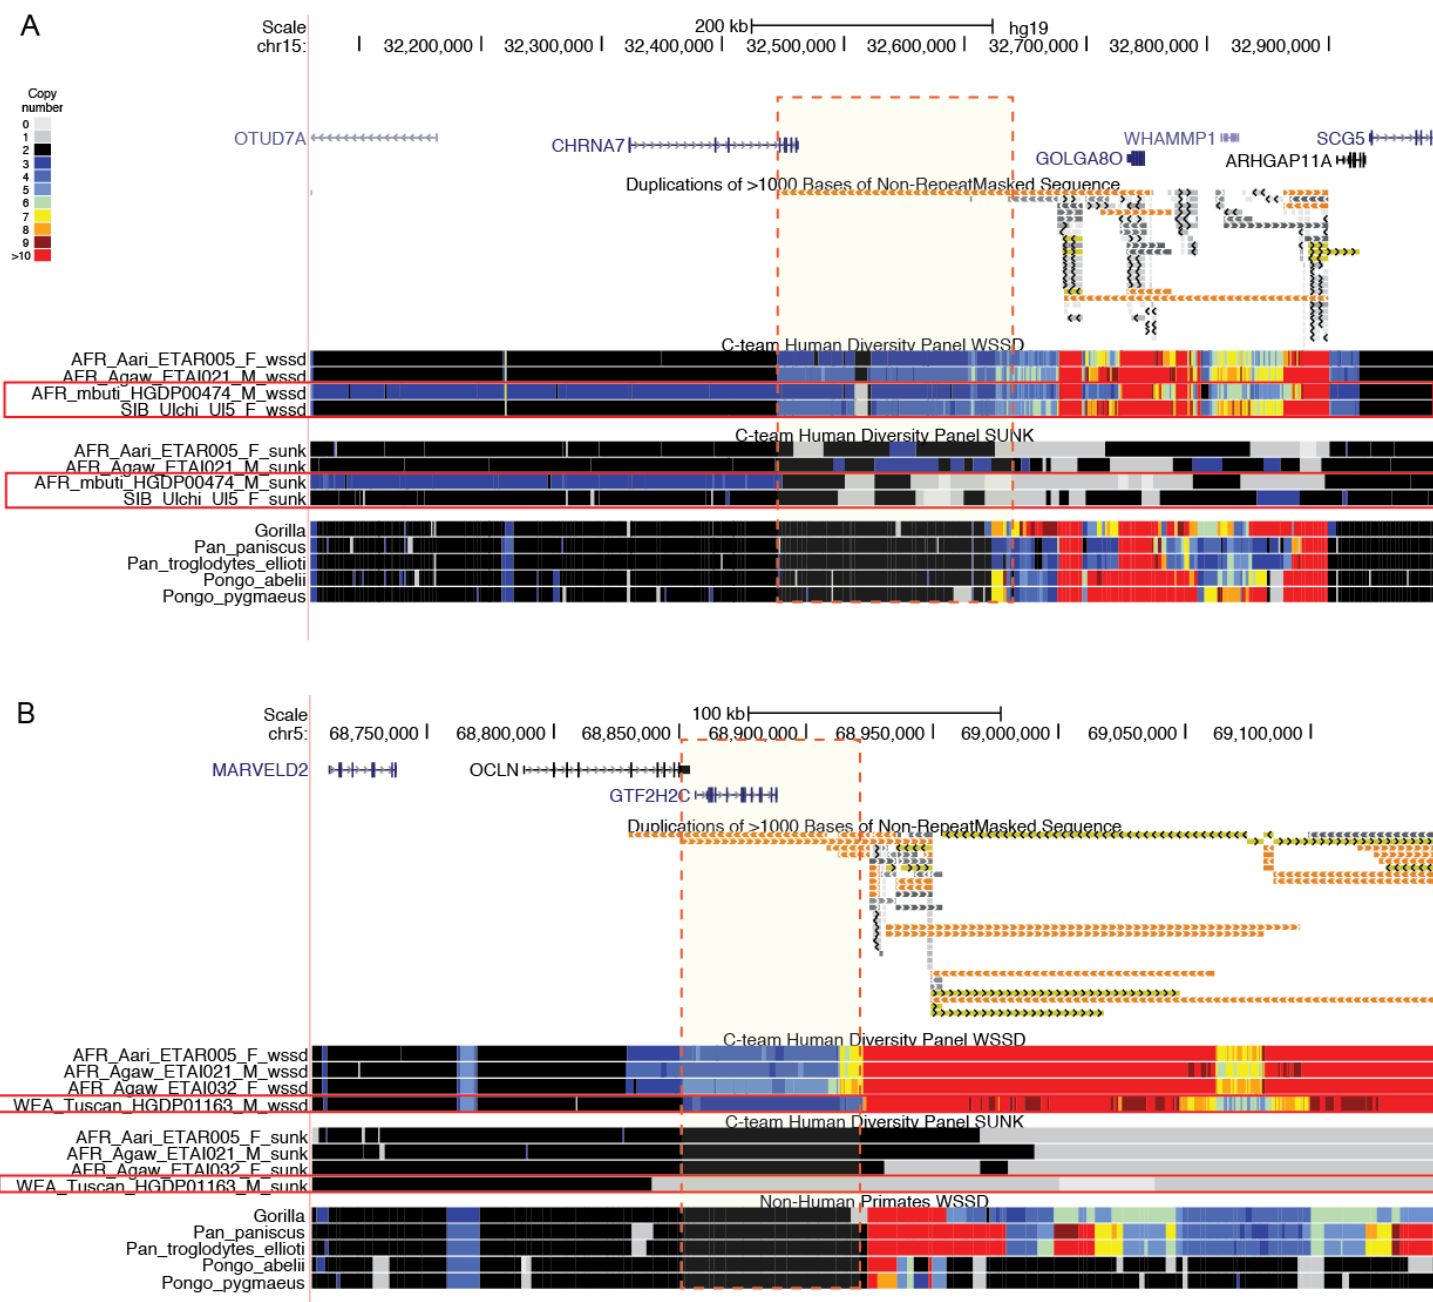 A
Scale
200 kb
hg19
chr15:
32,200,000
32,300,000
32,400,000
32,500,000
32,600,000
32,700,000
32,800,000
32,900,000
Copy
number
0
1
2
3
4
5
6
7
8
9
>10
OTUD7A
CHRNA7
WHAMMP1
SCG5
GOLGA8O
ARHGAP11A
Duplications of >1000 Bases of Non-RepeatMasked Sequence
C-team Human Diversity Panel WSSD
AFR_Aari_ETAR005_F_wssd
AFR_Agaw_ETAI021_M_wssd
AFR_mbuti_HGDP00474_M_wssd
SIB_Ulchi_Ul5_F_wssd
C-team Human Diversity Panel SUNK
AFR_Aari_ETAR005_F_sunk
AFR_Agaw_ETAI021_M_sunk
AFR_mbuti_HGDP00474_M_sunk
SIB_Ulchi_Ul5_F_sunk
Gorilla
Pan_paniscus
Pan_troglodytes_ellioti
Pongo_abelii
Pongo_pygmaeus
B
Scale
100 kb
chr5:
68,750,000
68,800,000
68,850,000
68,900,000
68,950,000
69,000,000
69,050,000
69,100,000
MARVELD2
OCLN
GTF2H2C
Duplications of >1000 Bases of Non-RepeatMasked Sequence
C-team Human Diversity Panel WSSD
AFR_Aari_ETAR005_F_wssd
AFR_Agaw_ETAI021_M_wssd
AFR_Agaw_ETAI032_F_wssd
WEA_Tuscan_HGDP01163_M_wssd
C-team Human Diversity Panel SUNK
AFR_Aari_ETAR005_F_sunk
AFR_Agaw_ETAI021_M_sunk
AFR_Agaw_ETAI032_F_sunk
WEA_Tuscan_HGDP01163_M_sunk
Non-Human Primates WSSD
Gorilla
Pan_paniscus
Pan_troglodytes_ellioti
Pongo_abelii
Pongo_pygmaeus